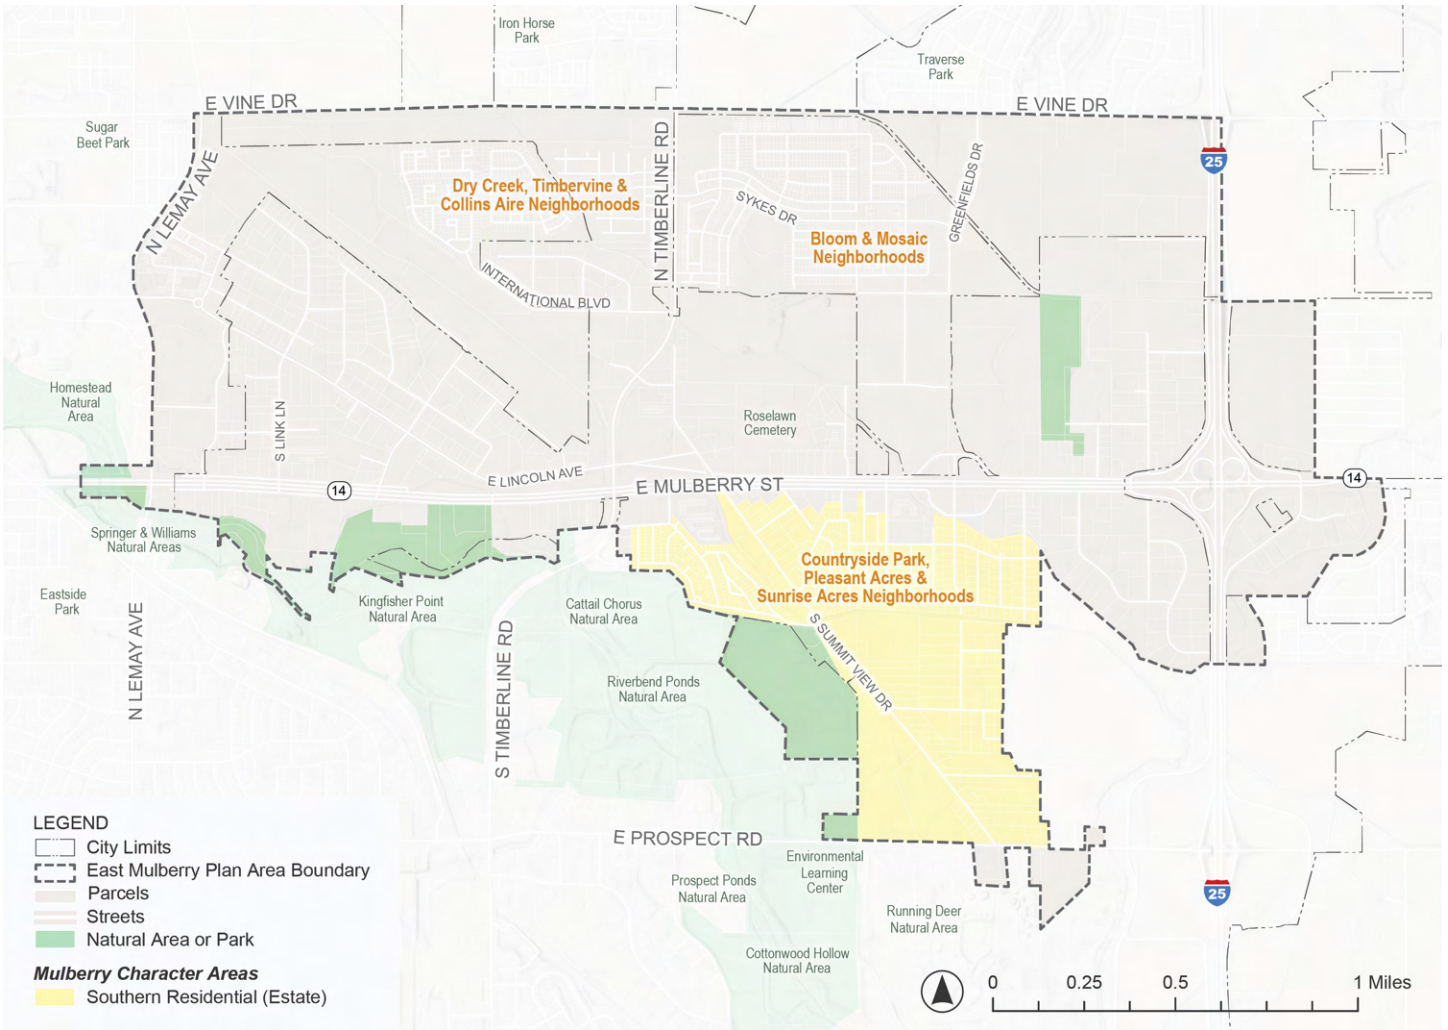 Iron Horse
Park
Traverse
Park
E VINE DR
E VINE DR
Sugar
Beet Park
N LEMAY AVE
N TIMBERLINE RD
GREENFIELDS DR
25
Dry Creek, Timbervine &
Collins Aire Neighborhoods
SYKES DR
Bloom & Mosaic
Neighborhoods
INTERNATIONAL BLVD
Homestead
Natural
Area
S LINK LN
Roselawn
Cemetery
E LINCOLN AVE
E MULBERRY ST
14
14
Springer & Williams
Natural Areas
Countryside Park,
Pleasant Acres &
Sunrise Acres Neighborhoods
Eastside
Park
N LEMAY AVE
Kingfisher Point
Natural Area
Cattail Chorus
Natural Area
S TIMBERLINE RD
S SUMMIT VIEW DR
Riverbend Ponds
Natural Area
E PROSPECT RD
Environmental
Learning
Center
Prospect Ponds
Natural Area
Running Deer
Natural Area
Cottonwood Hollow
Natural Area
25
LEGEND
City Limits
East Mulberry Plan Area Boundary
Parcels
Streets
Natural Area or Park
Mulberry Character Areas
Southern Residential (Estate)
0 0.25 0.5 1 Miles